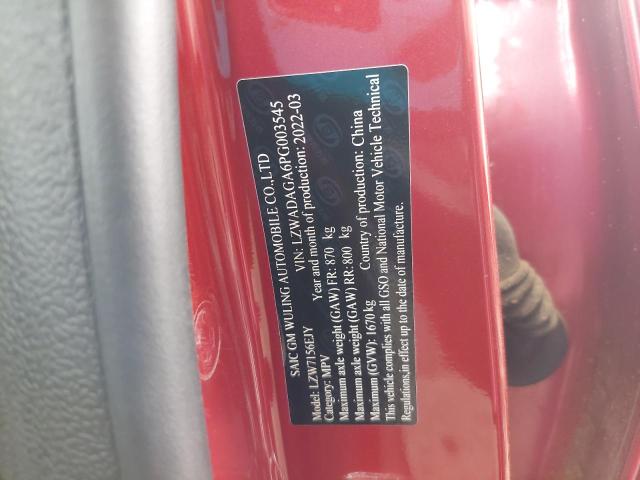 SAIC GM WULING AUTOMOBILE CO.,LTD
VIN: LZWADAGA6PG003545
Model: LZW7156EJY Year and month of production: 2022-03
Category: MPV
Maximum axle weight (GAW) FR: 870 kg
Maximum axle weight (GAW) RR: 800 kg
Maximum (GVW): 1670kg Country of production: China
This vehicle complies with all GSO and National Motor Vehicle Technical
Regulations,in effect up to the date of manufacture.